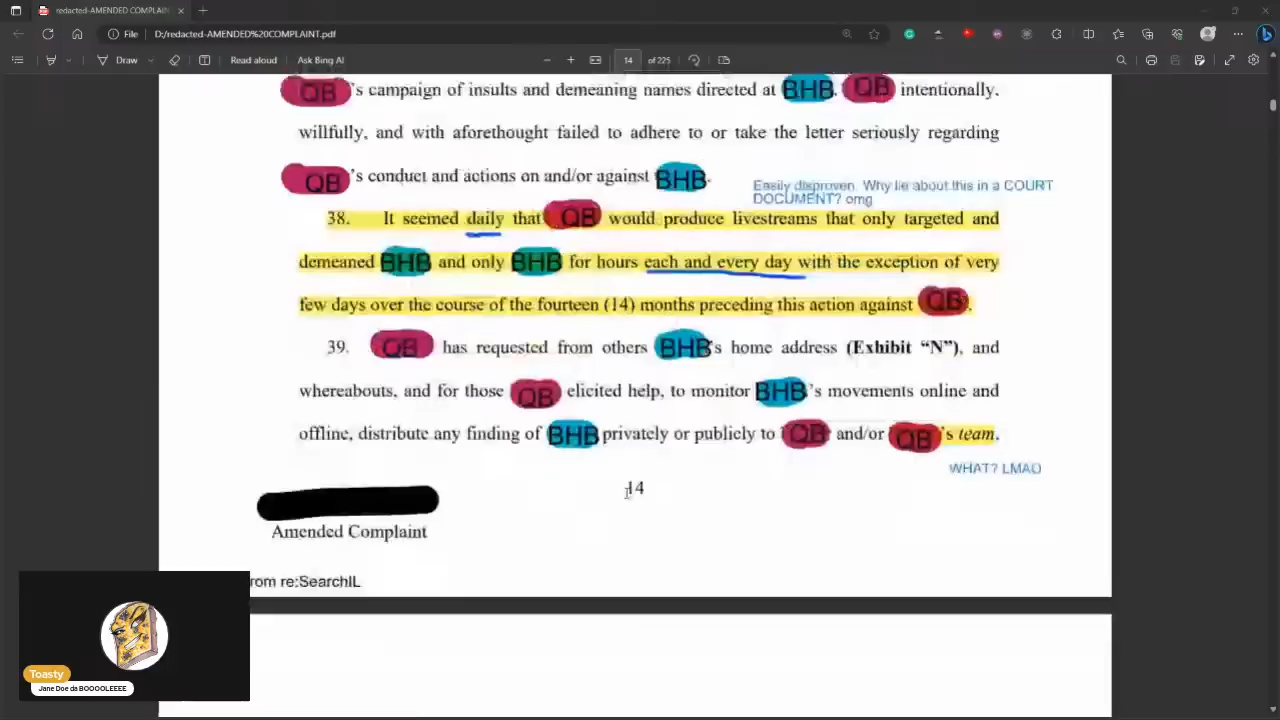 redacted-AMENDED COMPLAIN
File D:/redacted-AMENDED%20COMPLAINT.pdf
Draw Read aloud Ask Bing AI 14 of 225
QB 's campaign of insults and demeaning names directed at BHB. QB intentionally,
willfully, and with aforethought failed to adhere to or take the letter seriously regarding
QB 's conduct and actions on and/or against BHB.
Easily disproven. Why lie about this in a COURT
DOCUMENT? omg
38. It seemed daily that QB would produce livestreams that only targeted and
demeaned BHB and only BHB for hours each and every day with the exception of very
few days over the course of the fourteen (14) months preceding this action against QB.
39. QB has requested from others BHB's home address (Exhibit “N”), and
whereabouts, and for those QB elicited help, to monitor BHB's movements online and
offline, distribute any finding of BHB privately or publicly to QB and/or QB's team.
WHAT? LMAO
14
Amended Complaint
rom re:SearchIL
Toasty
Jane Doe da BOOOOLEEEE